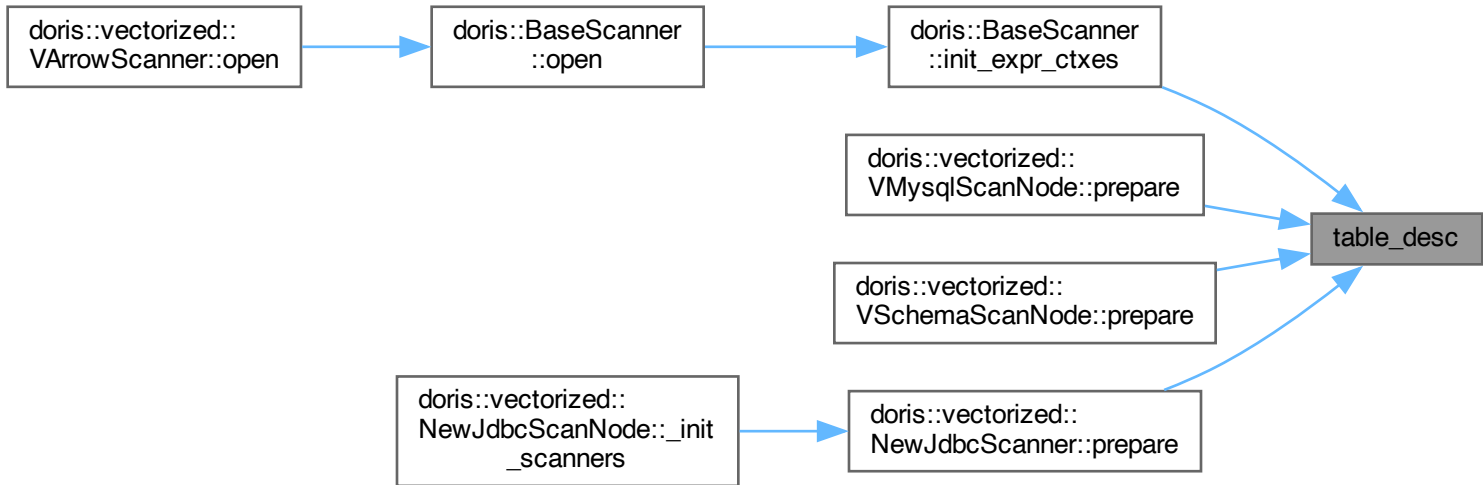 doris::vectorized::
VArrowScanner::open
doris::BaseScanner
::open
doris::BaseScanner
::init_expr_ctxes
doris::vectorized::
VMysqlScanNode::prepare
table_desc
doris::vectorized::
VSchemaScanNode::prepare
doris::vectorized::
NewJdbcScanNode::_init
_scanners
doris::vectorized::
NewJdbcScanner::prepare